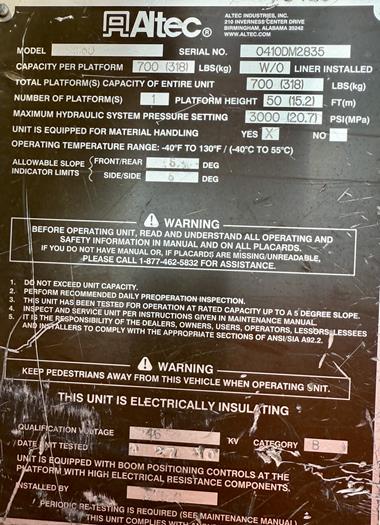 Altec®
ALTEC INDUSTRIES, INC.
210 INVERNESS CENTER DRIVE
BIRMINGHAM, ALABAMA 35242
WWW.ALTEC.COM
MODEL SERIAL NO. 0410DM2835
CAPACITY PER PLATFORM 700 (318) LBS(kg) W/O LINER INSTALLED
TOTAL PLATFORM(S) CAPACITY OF ENTIRE UNIT 700 (318) LBS(kg)
NUMBER OF PLATFORM(S) 1 PLATFORM HEIGHT 50 (15.2) FT(m)
MAXIMUM HYDRAULIC SYSTEM PRESSURE SETTING 3000 (20.7) PSI(MPa)
UNIT IS EQUIPPED FOR MATERIAL HANDLING YES X NO
OPERATING TEMPERATURE RANGE: -40°F TO 130°F / (-40°C TO 55°C)
ALLOWABLE SLOPE { FRONT/REAR 5 DEG
INDICATOR LIMITS { SIDE/SIDE 5 DEG
⚠ WARNING
BEFORE OPERATING UNIT, READ AND UNDERSTAND ALL OPERATING AND
SAFETY INFORMATION IN MANUAL AND ON ALL PLACARDS.
IF YOU DO NOT HAVE MANUAL OR, IF PLACARDS ARE MISSING/UNREADABLE,
PLEASE CALL 1-877-462-5832 FOR ASSISTANCE.
1. DO NOT EXCEED UNIT CAPACITY.
2. PERFORM RECOMMENDED DAILY PREOPERATION INSPECTION.
3. THIS UNIT HAS BEEN TESTED FOR OPERATION AT RATED CAPACITY UP TO A 5 DEGREE SLOPE.
4. INSPECT AND SERVICE UNIT PER INSTRUCTIONS GIVEN IN MAINTENANCE MANUAL.
5. IT IS THE RESPONSIBILITY OF THE DEALERS, OWNERS, USERS, OPERATORS, LESSORS, LESSEES
AND INSTALLERS TO COMPLY WITH THE APPROPRIATE SECTIONS OF ANSI/SIA A92.2.
⚠ WARNING
KEEP PEDESTRIANS AWAY FROM THIS VEHICLE WHEN OPERATING UNIT.
THIS UNIT IS ELECTRICALLY INSULATING
QUALIFICATION VOLTAGE 46 KV CATEGORY B
DATE UNIT TESTED
UNIT IS EQUIPPED WITH BOOM POSITIONING CONTROLS AT THE
PLATFORM WITH HIGH ELECTRICAL RESISTANCE COMPONENTS.
INSTALLED BY
PERIODIC RE-TESTING IS REQUIRED (SEE MAINTENANCE MANUAL
THIS UNIT COMPLIES WITH